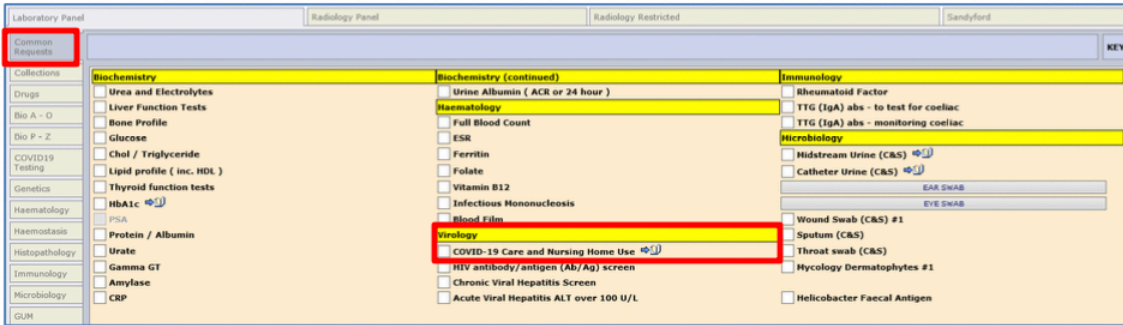 Laboratory Panel
Radiology Panel
Radiology Restricted
Sandyford
Common
Requests
KEY
Collections
Drugs
Bio A - O
Bio P - Z
COVID19
Testing
Genetics
Haematology
Haemostasis
Histopathology
Immunology
Microbiology
GUM
Biochemistry
Urea and Electrolytes
Liver Function Tests
Bone Profile
Glucose
Chol / Triglyceride
Lipid profile ( inc. HDL )
Thyroid function tests
HbA1c
PSA
Protein / Albumin
Urate
Gamma GT
Amylase
CRP
Biochemistry (continued)
Urine Albumin ( ACR or 24 hour )
Haematology
Full Blood Count
ESR
Ferritin
Folate
Vitamin B12
Infectious Mononucleosis
Blood Film
Virology
COVID-19 Care and Nursing Home Use
HIV antibody/antigen (Ab/Ag) screen
Chronic Viral Hepatitis Screen
Acute Viral Hepatitis ALT over 100 U/L
Immunology
Rheumatoid Factor
TTG (IgA) abs - to test for coeliac
TTG (IgA) abs - monitoring coeliac
Microbiology
Midstream Urine (C&S)
Catheter Urine (C&S)
EAR SWAB
EYE SWAB
Wound Swab (C&S) #1
Sputum (C&S)
Throat swab (C&S)
Mycology Dermatophytes #1
Helicobacter Faecal Antigen